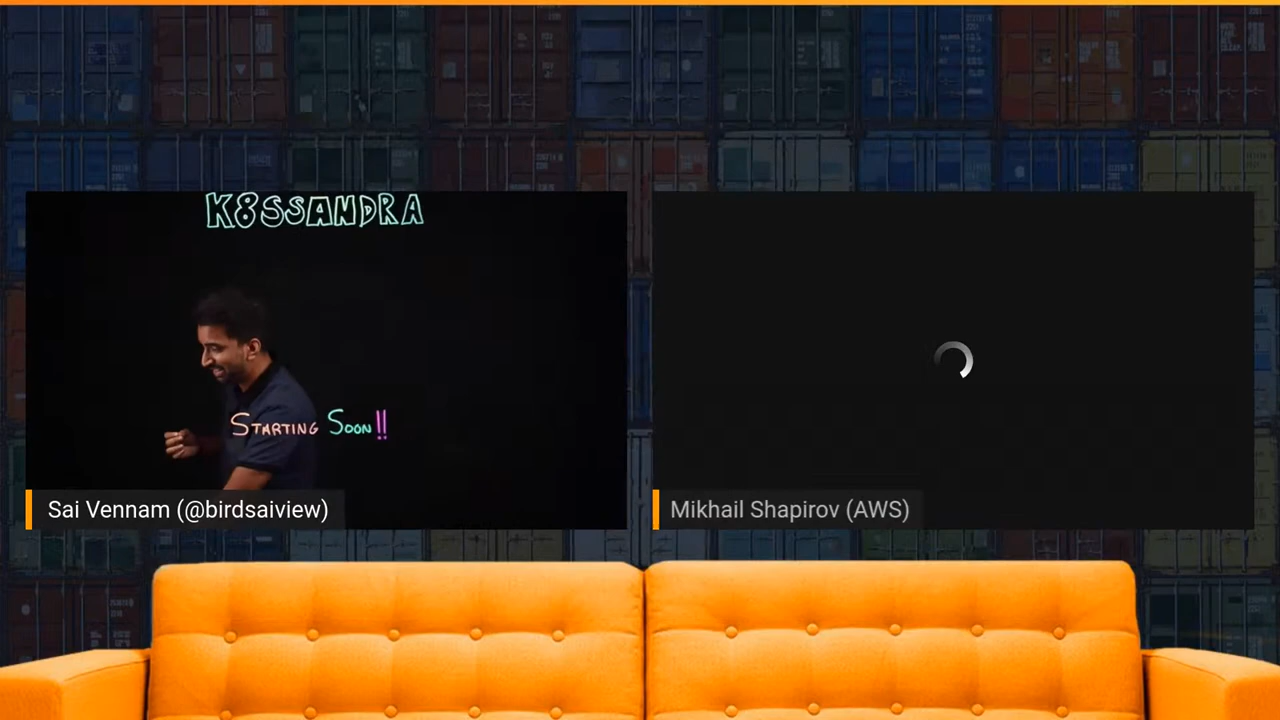 K8SSANDRA
STARTING SOON!!
Sai Vennam (@birdsaiview)
Mikhail Shapirov (AWS)